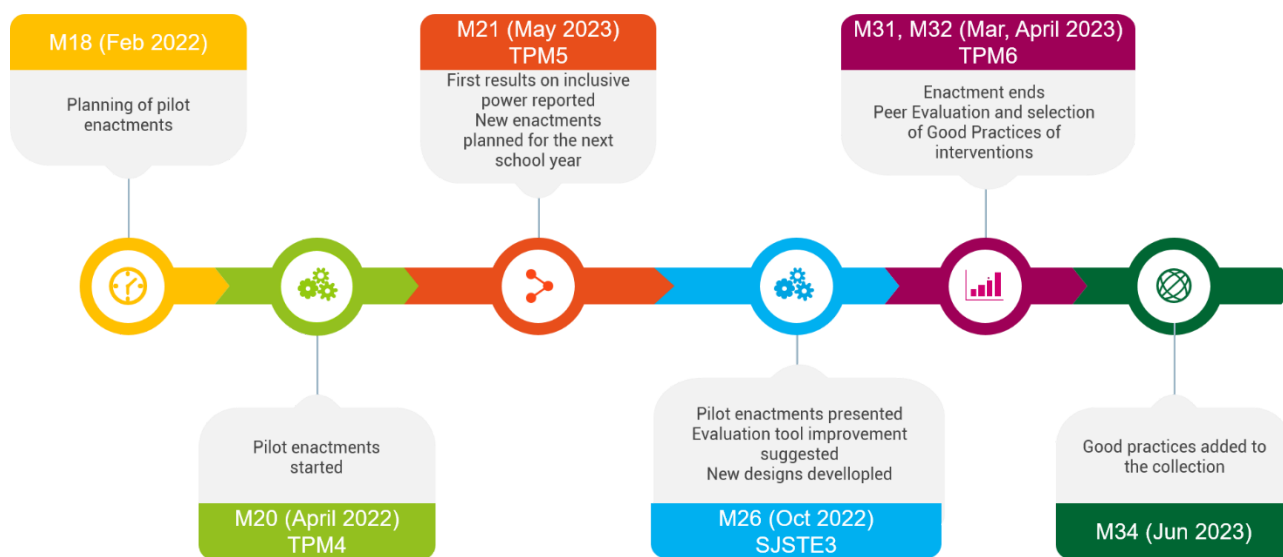 M18 (Feb 2022)
Planning of pilot
enactments
M21 (May 2023)
TPM5
First results on inclusive
power reported
New enactments
planned for the next
school year
M31, M32 (Mar, April 2023)
TPM6
Enactment ends
Peer Evaluation and selection
of Good Practices of
interventions
Pilot enactments
started
M20 (April 2022)
TPM4
Pilot enactments presented
Evaluation tool improvement
suggested
New designs devellopled
M26 (Oct 2022)
SJSTE3
Good practices added to
the collection
M34 (Jun 2023)